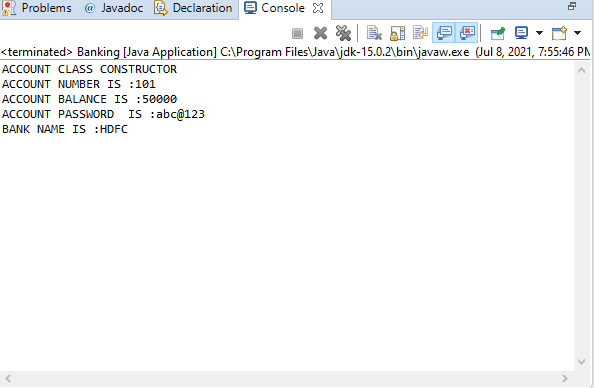 Problems @ Javadoc Declaration Console
<terminated> Banking [Java Application] C:\Program Files\Java\jdk-15.0.2\bin\javaw.exe (Jul 8, 2021, 7:55:46 PM
ACCOUNT CLASS CONSTRUCTOR
ACCOUNT NUMBER IS :101
ACCOUNT BALANCE IS :50000
ACCOUNT PASSWORD  IS :abc@123
BANK NAME IS :HDFC